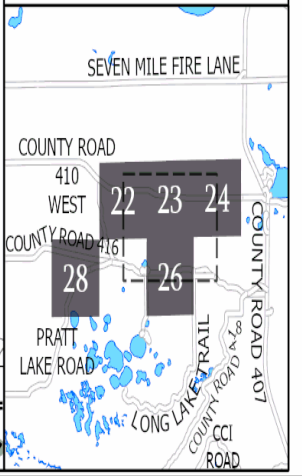 SEVEN MILE FIRE LANE
COUNTY ROAD
410
WEST
22
23
24
COUNTY ROAD 416
28
26
COUNTY ROAD 407
PRATT
LAKE ROAD
LONG LAKE TRAIL
COUNTY ROAD 418
CCI
ROAD